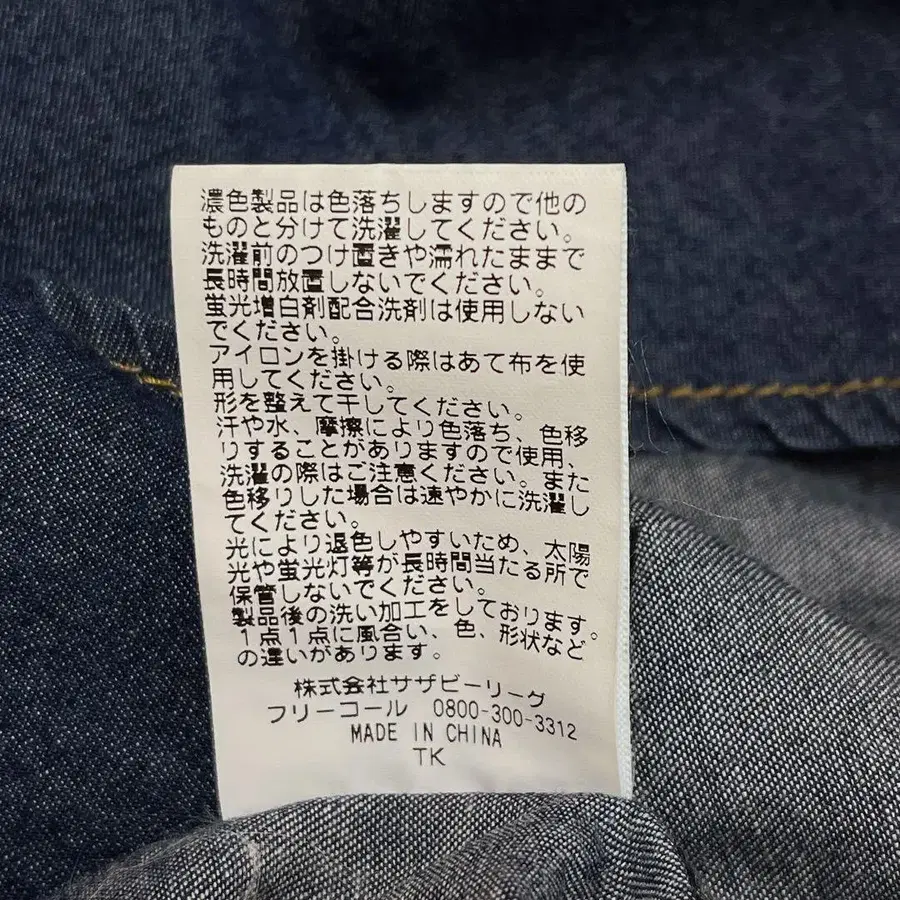 濃色製品は色落ちしますので他の
ものと分けて洗濯してください。
洗濯前のつけ置きや濡れたままで
長時間放置しないでください。
蛍光増白剤配合洗剤は使用しない
でください。
アイロンを掛ける際はあて布を使
用してください。
形を整えて干してください。
汗や水、摩擦により色落ち、色移
りすることがありますので使用、
洗濯の際はご注意ください。また
色移りした場合は速やかに洗濯し
てください。
光により退色しやすいため、太陽
光や蛍光灯等が長時間当たる所で
保管しないでください。
製品後の洗い加工をしております。
1点1点に風合い、色、形状など
の違いがあります。
株式会社サザビーリーグ
フリーコール 0800-300-3312
MADE IN CHINA
TK